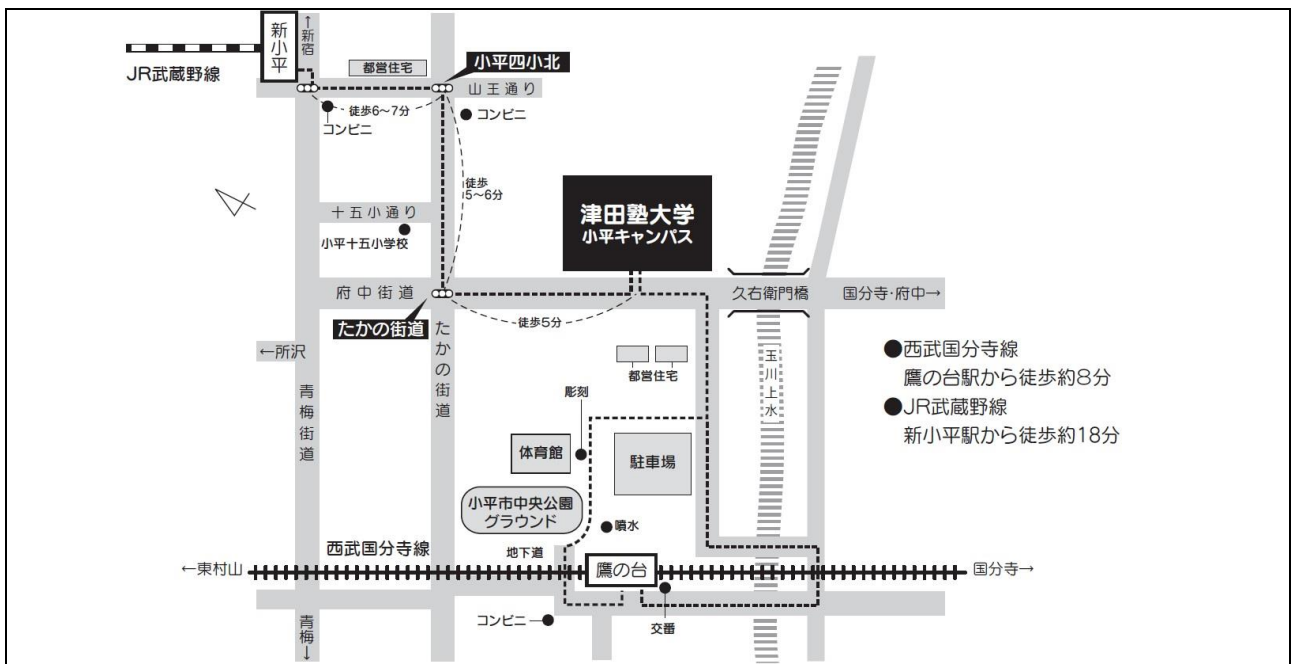 ↑新宿
新小平
JR武蔵野線
都営住宅
小平四小北
山王通り
徒歩6〜7分
コンビニ
コンビニ
徒歩
5〜6分
津田塾大学
小平キャンパス
十五小通り
小平十五小学校
府中街道
久右衛門橋
国分寺・府中→
たかの街道
徒歩5分
←所沢
たかの街道
青梅街道
都営住宅
玉川上水
●西武国分寺線
鷹の台駅から徒歩約8分
●JR武蔵野線
新小平駅から徒歩約18分
彫刻
体育館
駐車場
小平市中央公園
グラウンド
噴水
西武国分寺線
地下道
←東村山
鷹の台
国分寺→
コンビニ
交番
青梅↓